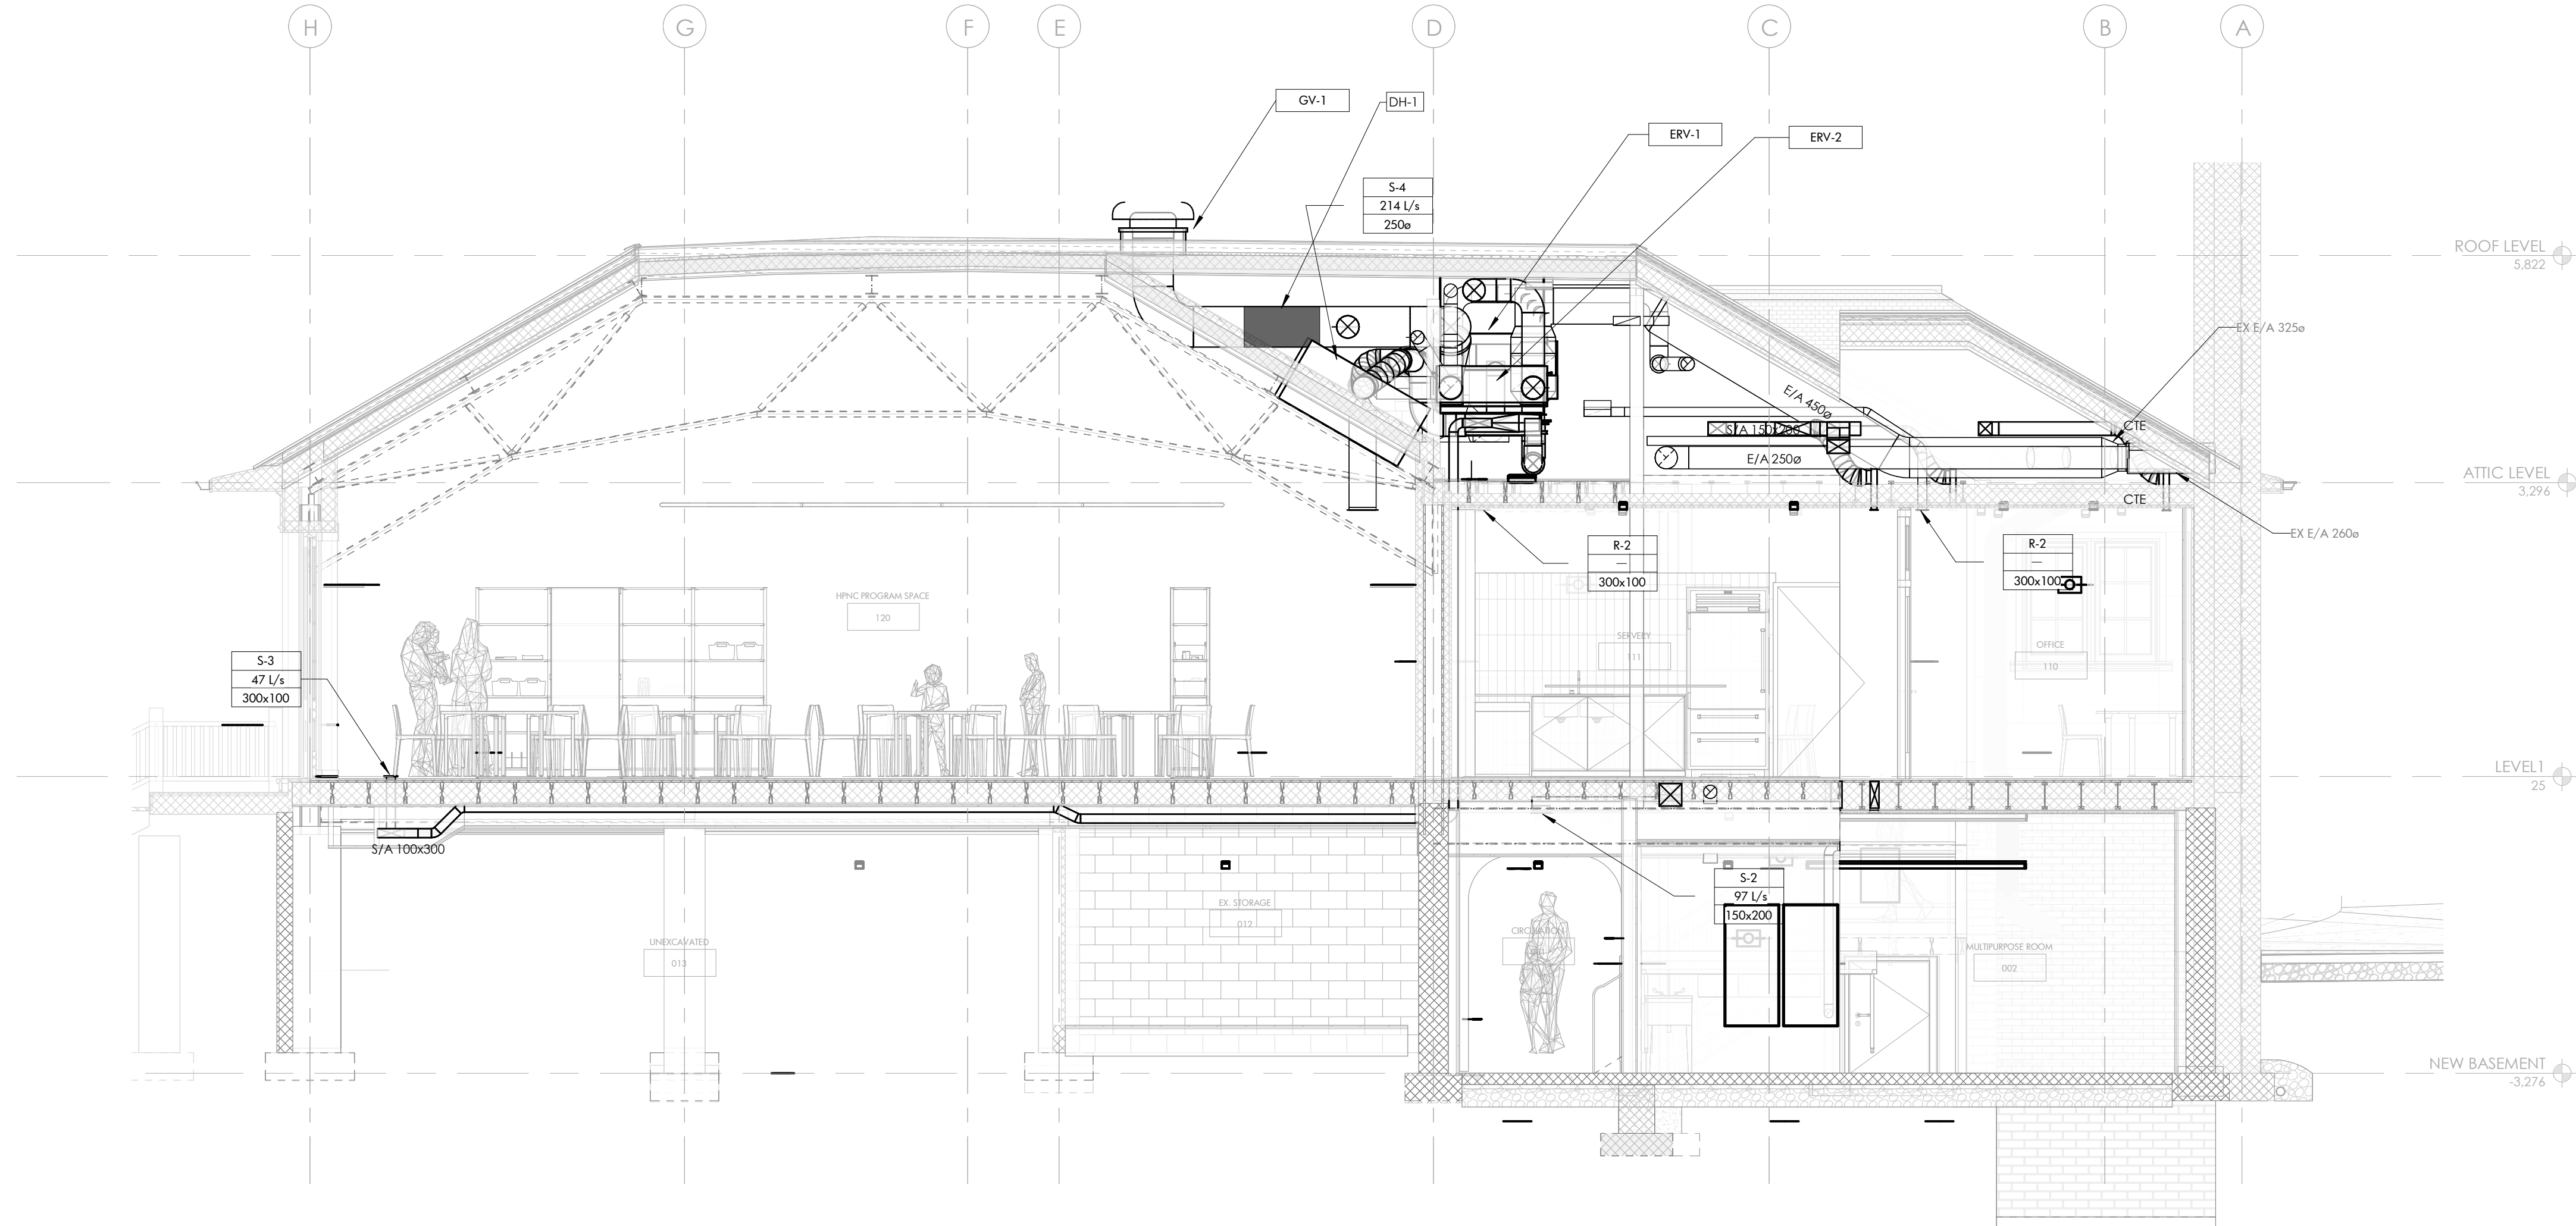 H
G
F
E
D
C
B
A
GV-1
DH-1
ERV-1
ERV-2
S-4
214 L/s
250ø
ROOF LEVEL
5,822
EX E/A 325ø
E/A 450ø
S/A 150x200
CTE
E/A 250ø
ATTIC LEVEL
3,296
CTE
EX E/A 260ø
R-2
—
300x100
R-2
—
300x100
HPNC PROGRAM SPACE
120
SERVERY
111
OFFICE
110
S-3
47 L/s
300x100
LEVEL1
25
S/A 100x300
S-2
97 L/s
150x200
EX. STORAGE
012
CIRCULATION
UNEXCAVATED
013
MULTIPURPOSE ROOM
002
NEW BASEMENT
-3,276